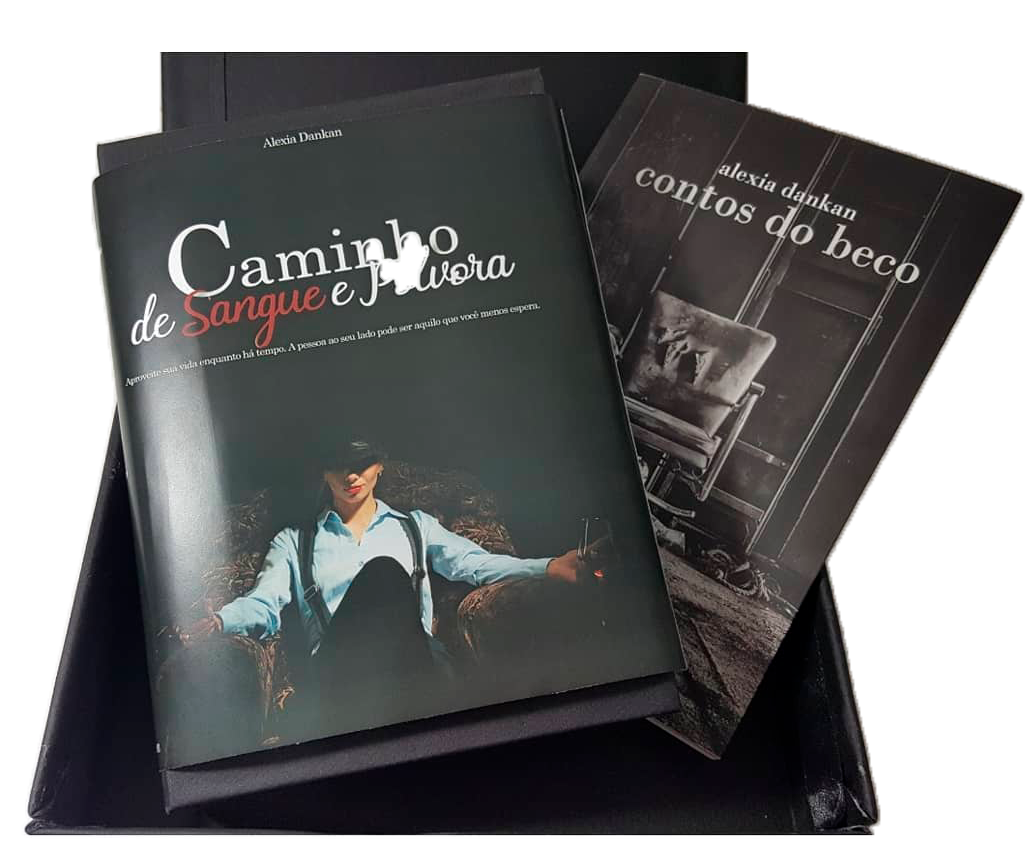 Alexia Dankan
Caminho
de Sangue e
Aproveite sua vida enquanto há tempo. A pessoa ao seu lado pode ser aquilo que você menos espera.
alexia dankan
contos do beco